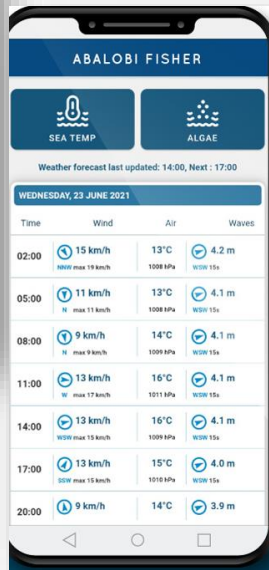 ABALOBI FISHER
SEA TEMP ALGAE
Weather forecast last updated: 14:00, Next : 17:00
WEDNESDAY, 23 JUNE 2021
Time Wind Air Waves
02:00 15 km/h 13°C 4.2 m
NNW max 19 km/h 1008 hPa WSW 15s
05:00 11 km/h 13°C 4.1 m
N max 11 km/h 1008 hPa WSW 15s
08:00 9 km/h 14°C 4.1 m
N max 9 km/h 1009 hPa WSW 15s
11:00 13 km/h 16°C 4.1 m
W max 17 km/h 1011 hPa WSW 15s
14:00 13 km/h 16°C 4.1 m
WSW max 15 km/h 1009 hPa WSW 15s
17:00 13 km/h 15°C 4.0 m
SSW max 15 km/h 1010 hPa WSW 15s
20:00 9 km/h 14°C 3.9 m